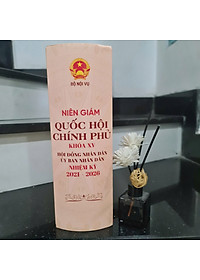 BỘ NỘI VỤ
NIÊN GIÁM
QUỐC HỘI
CHÍNH PHỦ
KHÓA XV
HỘI ĐỒNG NHÂN DÂN
ỦY BAN NHÂN DÂN
NHIỆM KỲ
2021 - 2026